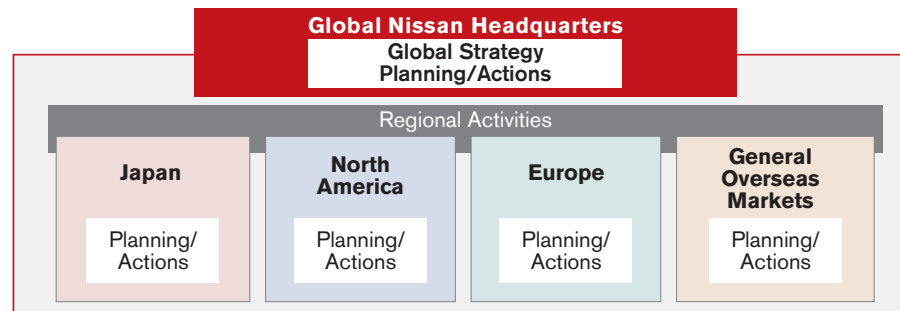 Global Nissan Headquarters
Global Strategy
Planning/Actions
Regional Activities
Japan
Planning/
Actions
North
America
Planning/
Actions
Europe
Planning/
Actions
General
Overseas
Markets
Planning/
Actions